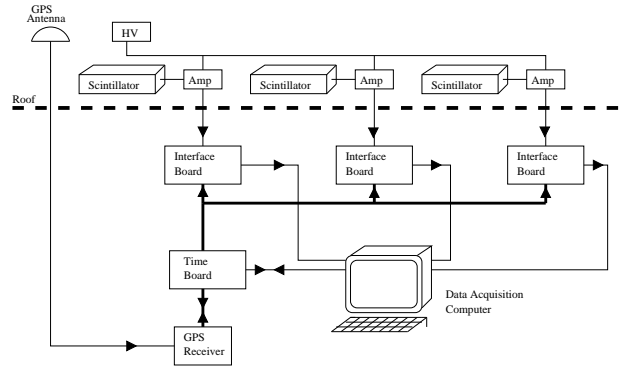 GPS
Antenna
HV
Scintillator
Amp
Scintillator
Amp
Scintillator
Amp
Roof
Interface
Board
Interface
Board
Interface
Board
Time
Board
Data Acquisition
Computer
GPS
Receiver